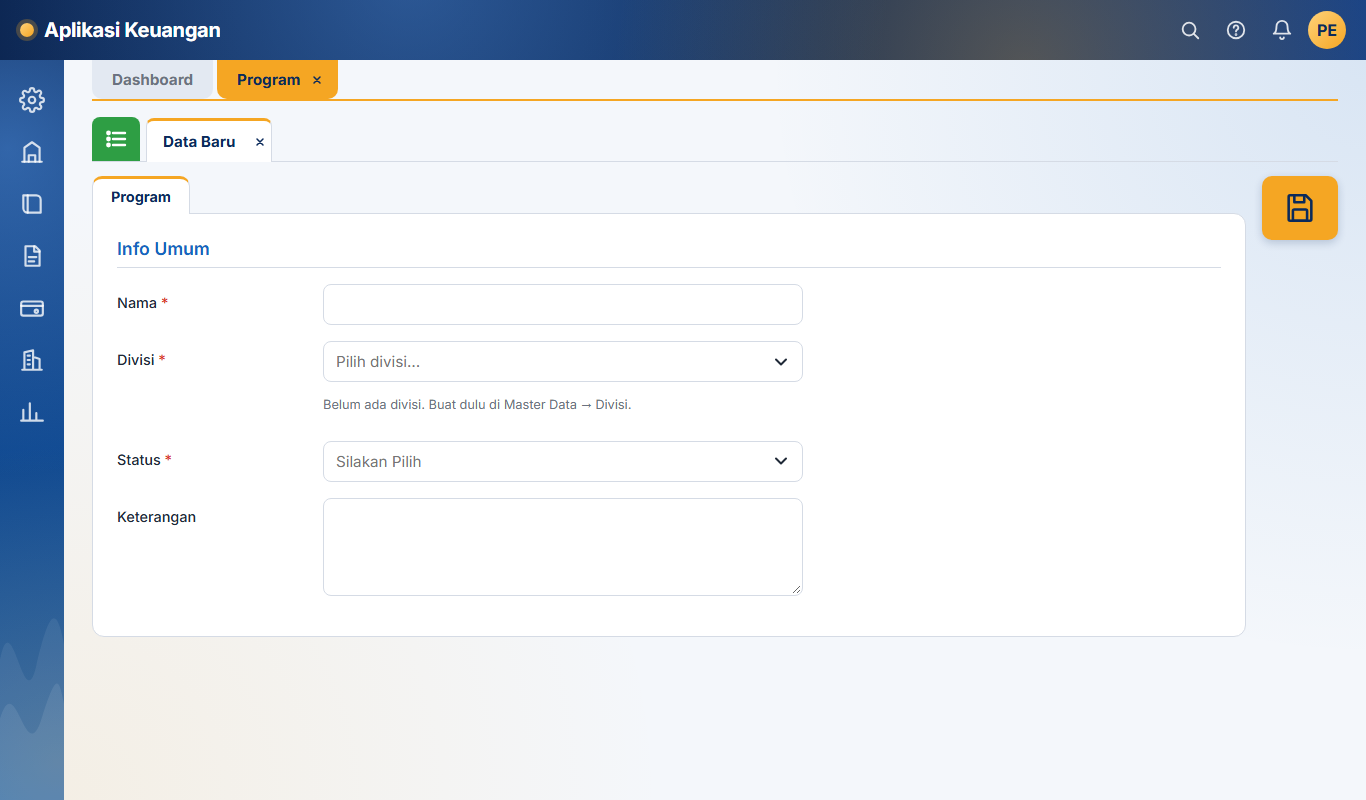 Aplikasi Keuangan
PE
Dashboard
Program ×
Data Baru ×
Program
Info Umum
Nama *
Divisi *
Pilih divisi...
Belum ada divisi. Buat dulu di Master Data → Divisi.
Status *
Silakan Pilih
Keterangan